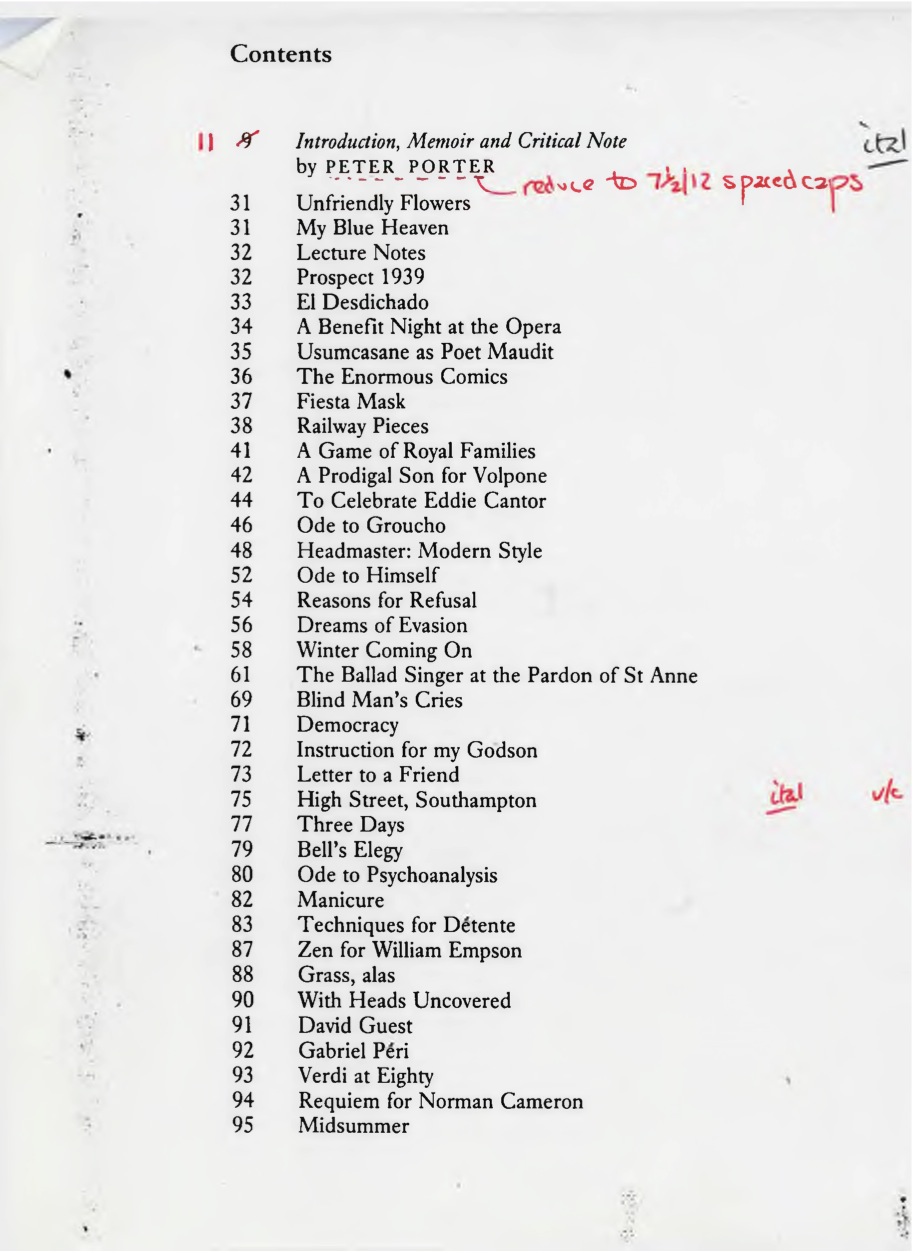 Contents
11 9 Introduction, Memoir and Critical Note ital
by PETER PORTER
reduce to 7½/12 spaced caps
31 Unfriendly Flowers
31 My Blue Heaven
32 Lecture Notes
32 Prospect 1939
33 El Desdichado
34 A Benefit Night at the Opera
35 Usumcasane as Poet Maudit
36 The Enormous Comics
37 Fiesta Mask
38 Railway Pieces
41 A Game of Royal Families
42 A Prodigal Son for Volpone
44 To Celebrate Eddie Cantor
46 Ode to Groucho
48 Headmaster: Modern Style
52 Ode to Himself
54 Reasons for Refusal
56 Dreams of Evasion
58 Winter Coming On
61 The Ballad Singer at the Pardon of St Anne
69 Blind Man's Cries
71 Democracy
72 Instruction for my Godson
73 Letter to a Friend
75 High Street, Southampton ital u/c
77 Three Days
79 Bell's Elegy
80 Ode to Psychoanalysis
82 Manicure
83 Techniques for Détente
87 Zen for William Empson
88 Grass, alas
90 With Heads Uncovered
91 David Guest
92 Gabriel Péri
93 Verdi at Eighty
94 Requiem for Norman Cameron
95 Midsummer